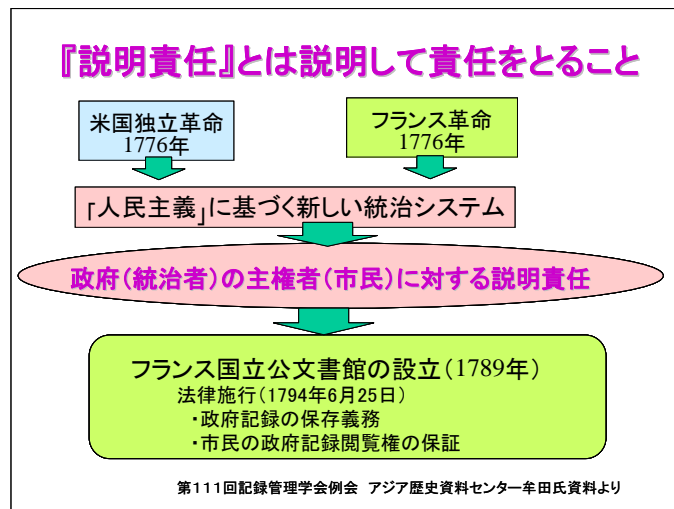 『説明責任』とは説明して責任をとること
米国独立革命
1776年
フランス革命
1776年
「人民主義」に基づく新しい統治システム
政府(統治者)の主権者(市民)に対する説明責任
フランス国立公文書館の設立(1789年)
法律施行(1794年6月25日)
・政府記録の保存義務
・市民の政府記録閲覧権の保証
第111回記録管理学会例会 アジア歴史資料センター牟田氏資料より